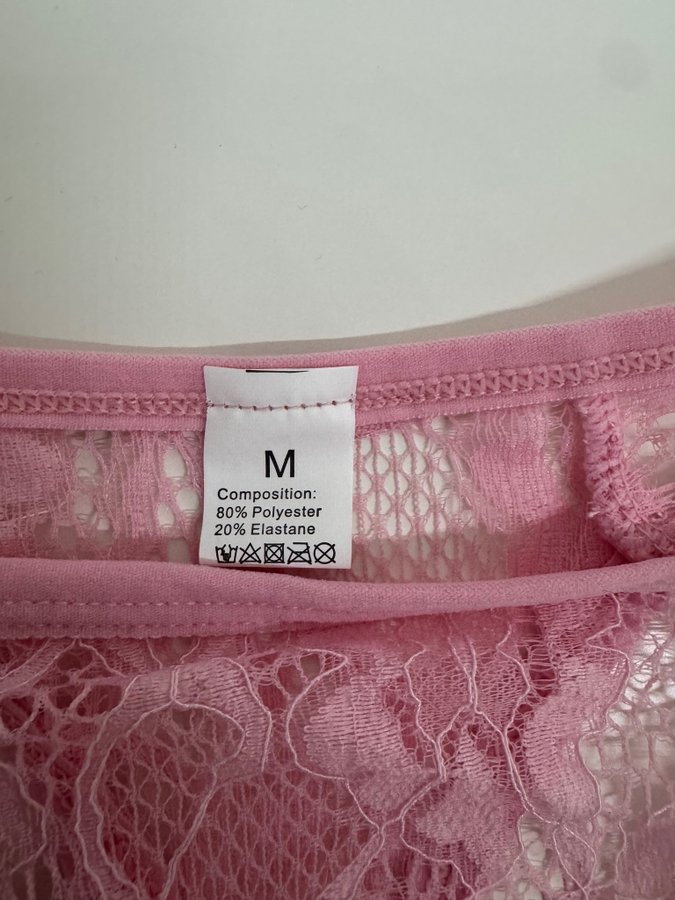 M
Composition:
80% Polyester
20% Elastane